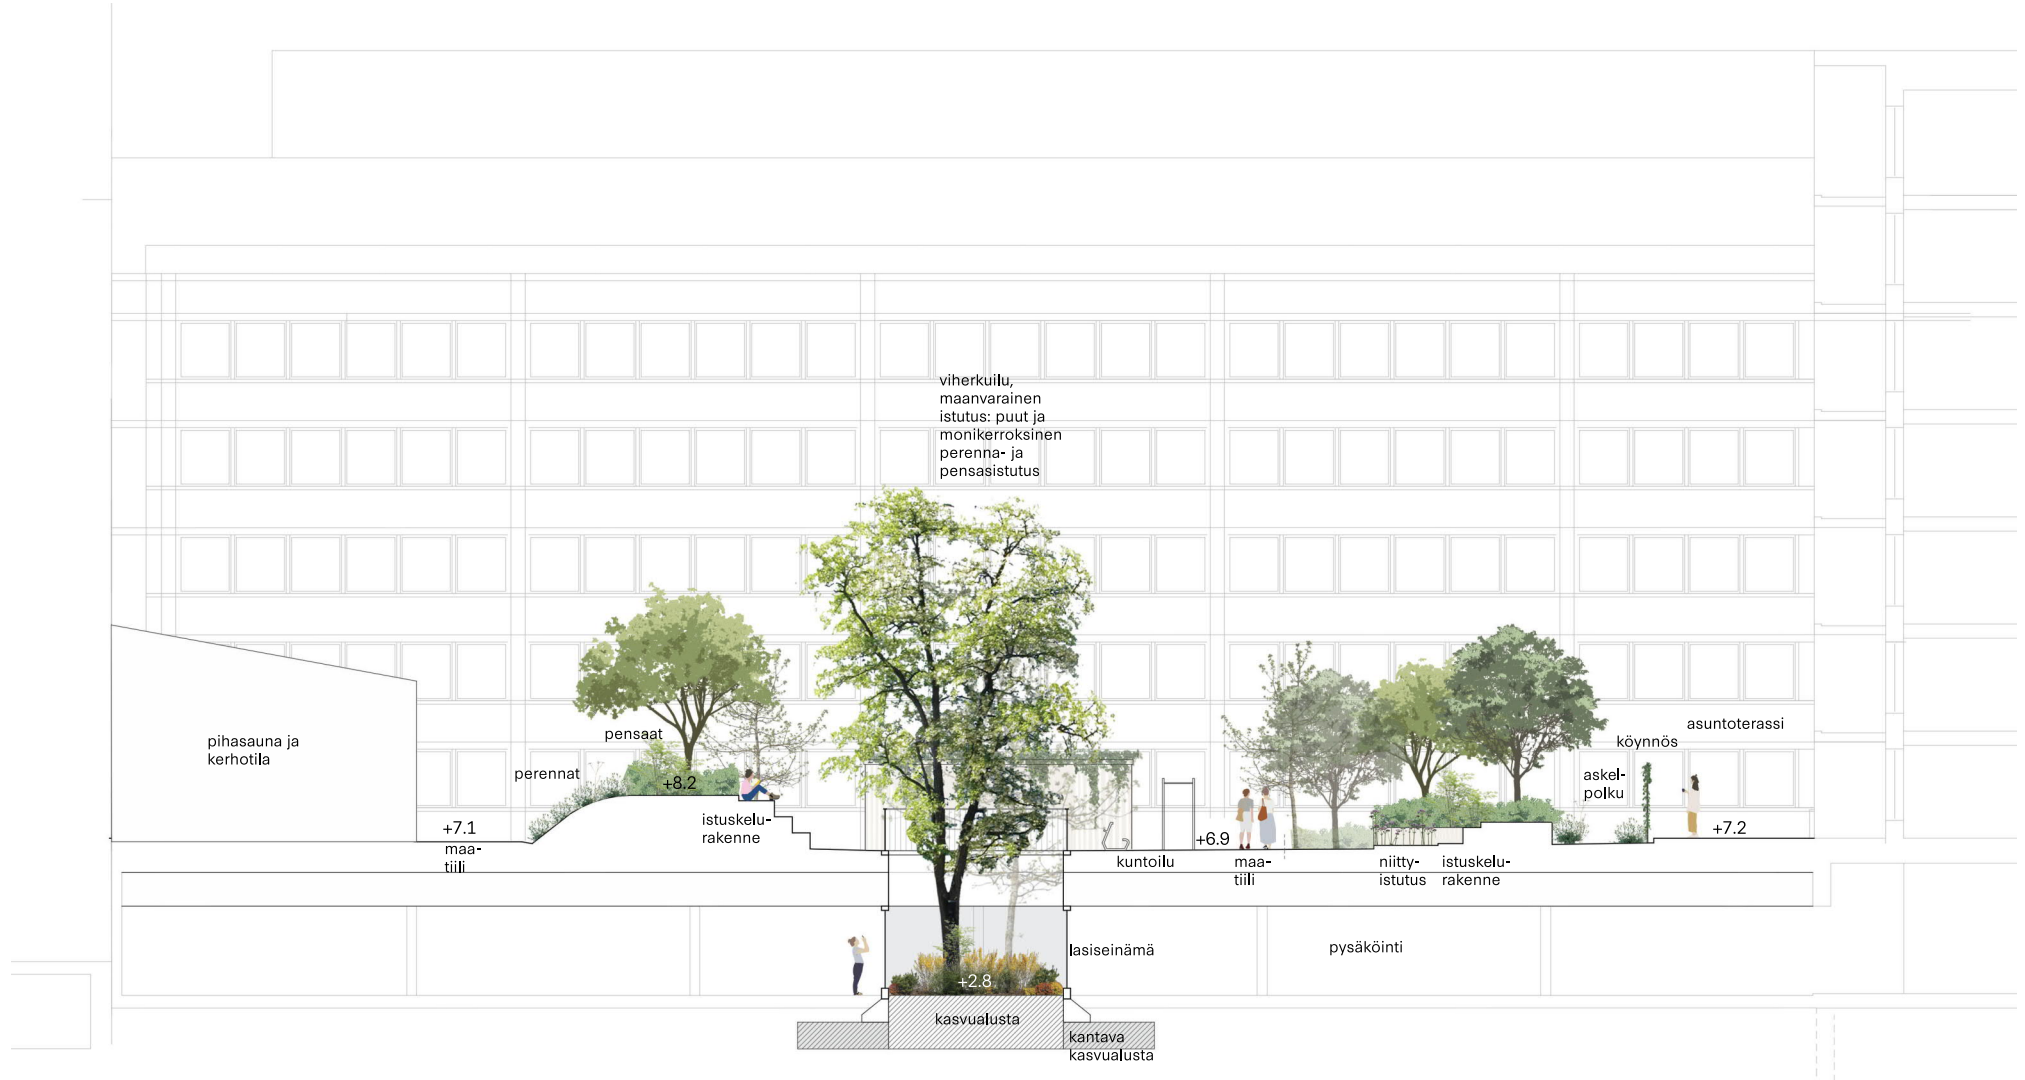 viherkuilu,
maanvarainen
istutus: puut ja
monikerroksinen
perenna- ja
pensasistutus
pihasauna ja
kerhotila
+7.1
maa-
tiili
perennat
pensaat
+8.2
istuskelu-
rakenne
kuntoilu
+6.9
maa-
tiili
niitty-
istutus
istuskelu-
rakenne
askel-
polku
köynnös
asuntoterassi
+7.2
lasiseinämä
pysäköinti
+2.8
kasvualusta
kantava
kasvualusta